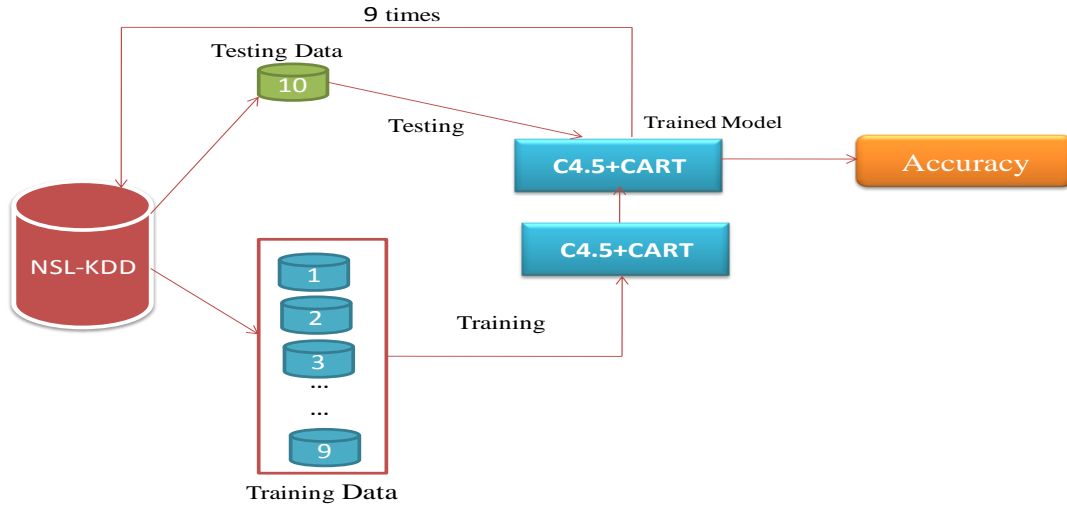 9 times
Testing Data
10
Testing
Trained Model
C4.5+CART
Accuracy
NSL-KDD
C4.5+CART
1
2
3
...
...
9
Training
Training Data